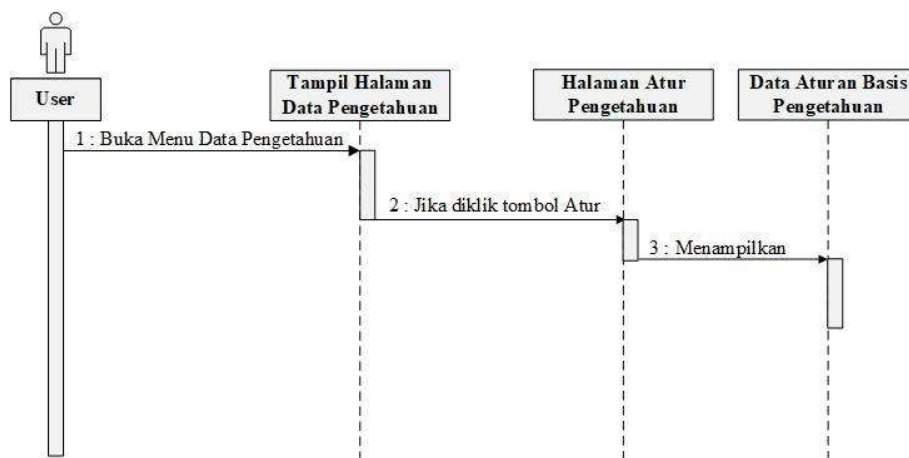 User
Tampil Halaman
Data Pengetahuan
Halaman Atur
Pengetahuan
Data Aturan Basis
Pengetahuan
1 : Buka Menu Data Pengetahuan
2 : Jika diklik tombol Atur
3 : Menampilkan